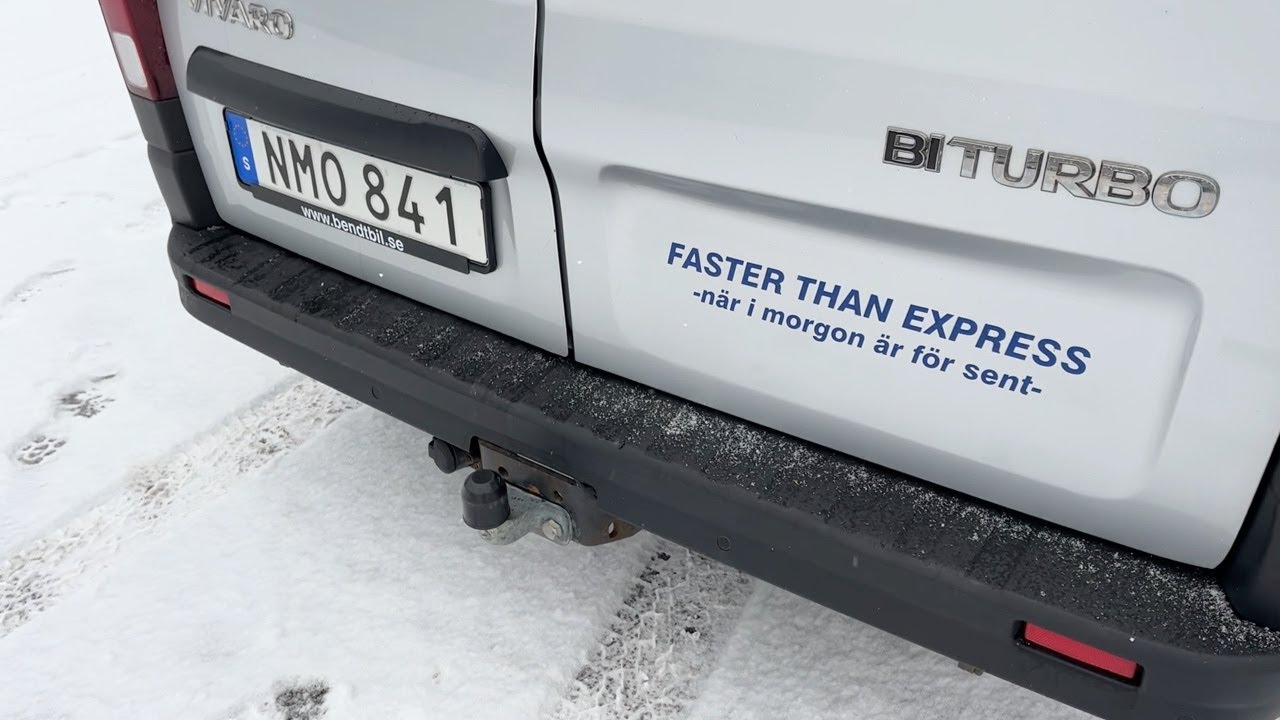 VIVARO
S
NMO 841
www.bendtbil.se
BITURBO
FASTER THAN EXPRESS
-när i morgon är för sent-